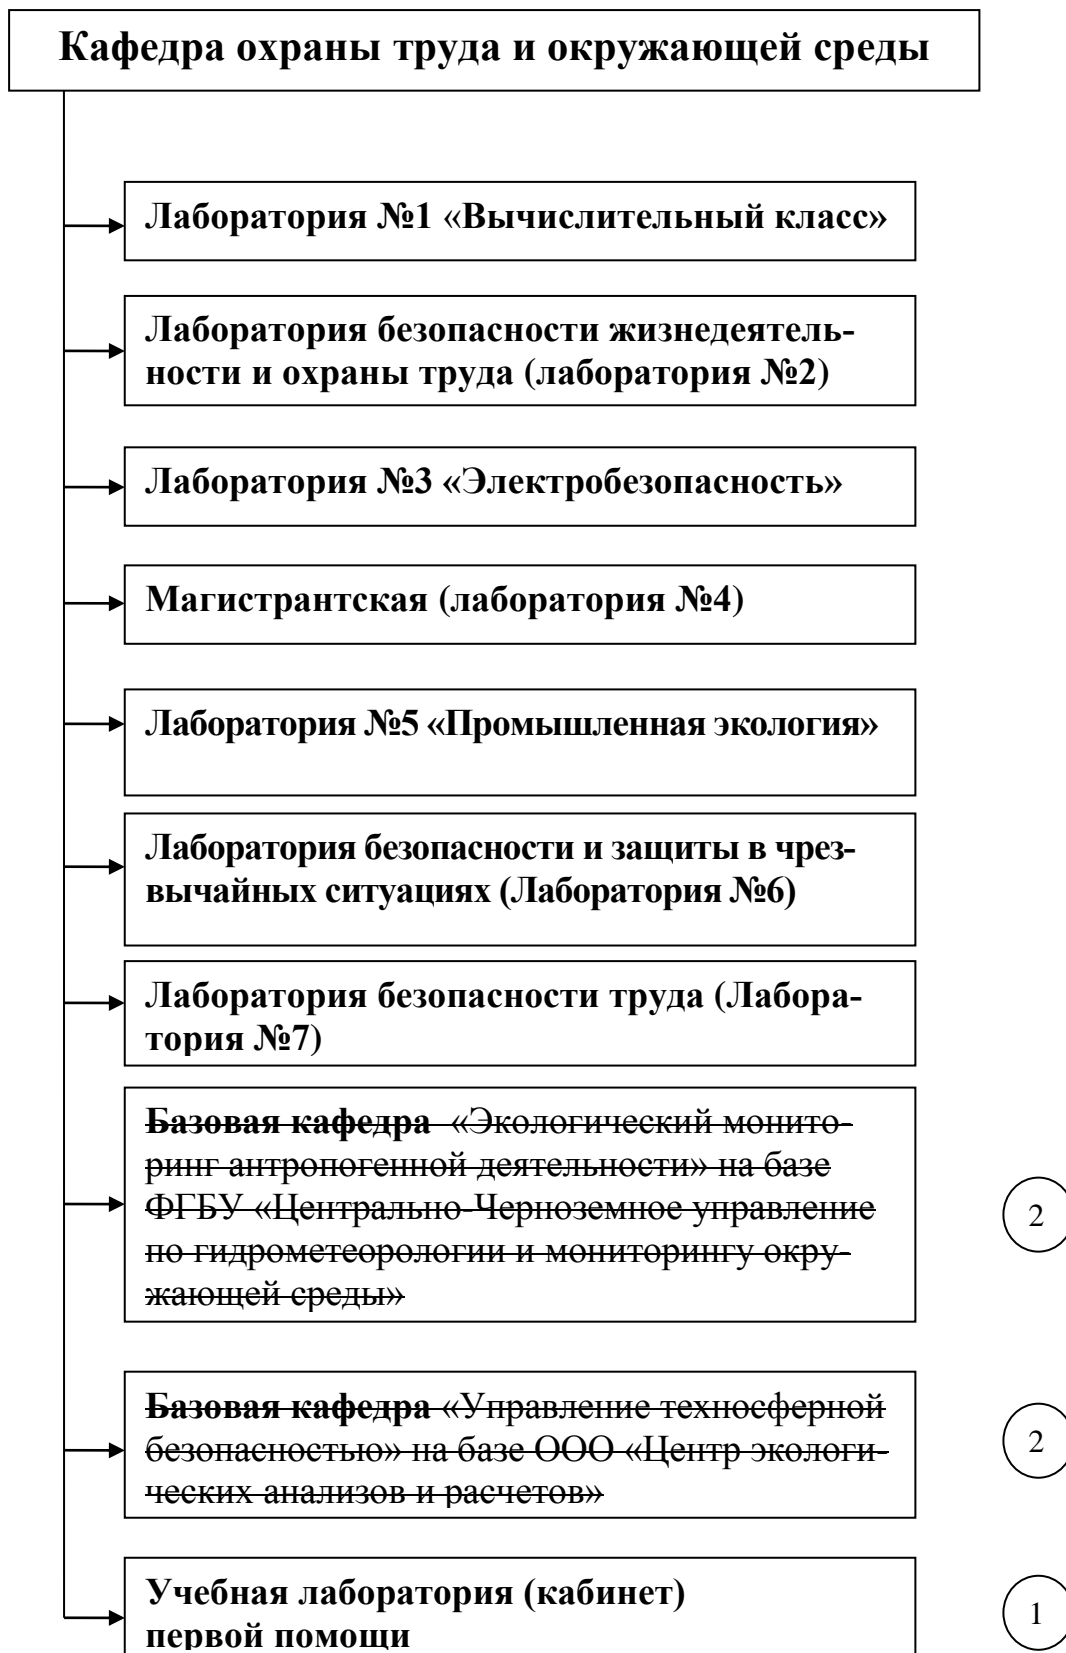 Кафедра охраны труда и окружающей среды
Лаборатория №1 «Вычислительный класс»
Лаборатория безопасности жизнедеятель-
ности и охраны труда (лаборатория №2)
Лаборатория №3 «Электробезопасность»
Магистрантская (лаборатория №4)
Лаборатория №5 «Промышленная экология»
Лаборатория безопасности и защиты в чрез-
вычайных ситуациях (Лаборатория №6)
Лаборатория безопасности труда (Лабора-
тория №7)
Базовая кафедра «Экологический монито-
ринг антропогенной деятельности» на базе
ФГБУ «Центрально-Черноземное управление
по гидрометеорологии и мониторингу окру-
жающей среды»
2
Базовая кафедра «Управление техносферной
безопасностью» на базе ООО «Центр экологи-
ческих анализов и расчетов»
2
Учебная лаборатория (кабинет)
первой помощи
1